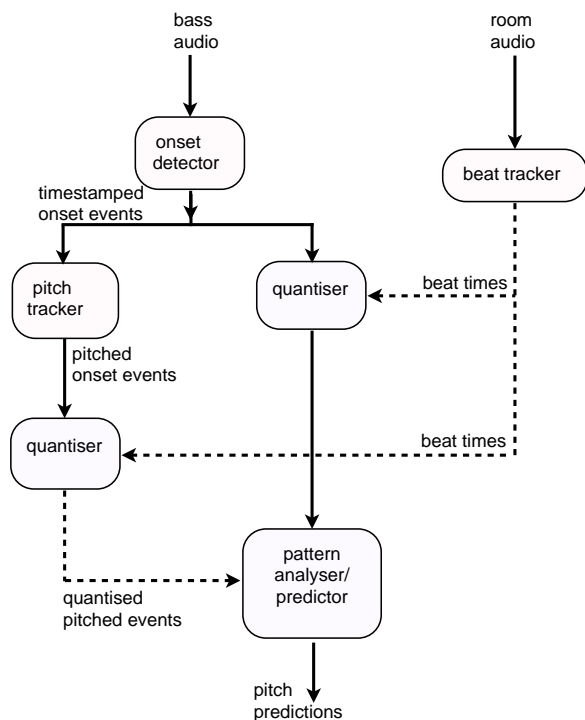 bass
audio
room
audio
onset
detector
beat tracker
timestamped
onset events
pitch
tracker
quantiser
beat times
pitched
onset events
quantiser
beat times
pattern
analyser/
predictor
quantised
pitched events
pitch
predictions